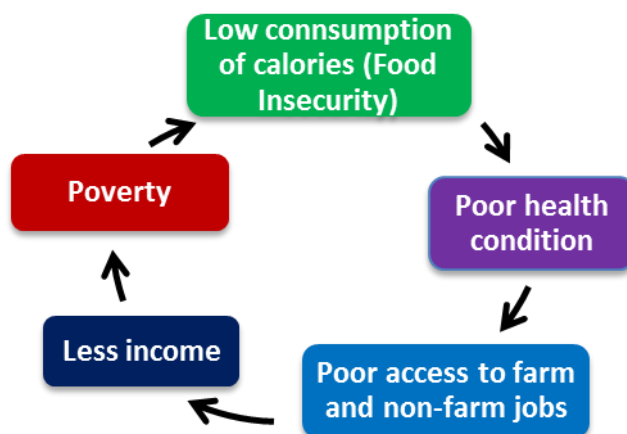 Low connsumption
of calories (Food
Insecurity)
Poor health
condition
Poor access to farm
and non-farm jobs
Less income
Poverty